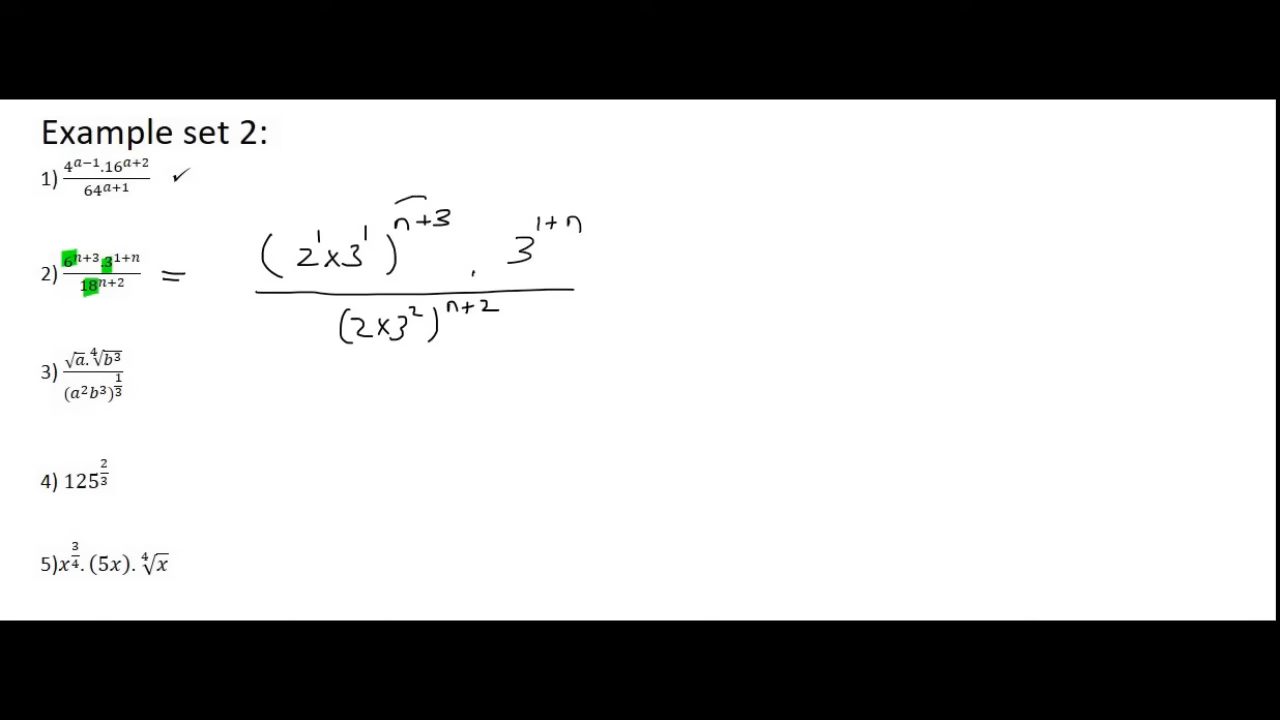 Example set 2:
1) 4^{a−1}.16^{a+2} / 64^{a+1} ✓
2) 6^{n+3}.3^{1+n} / 18^{n+2} = (2^1×3^1)^{n+3} . 3^{1+n} / (2×3^2)^{n+2}
3) √a.∜b^3 / (a^2b^3)^{1/3}
4) 125^{2/3}
5)x^{3/4}.(5x).∜x